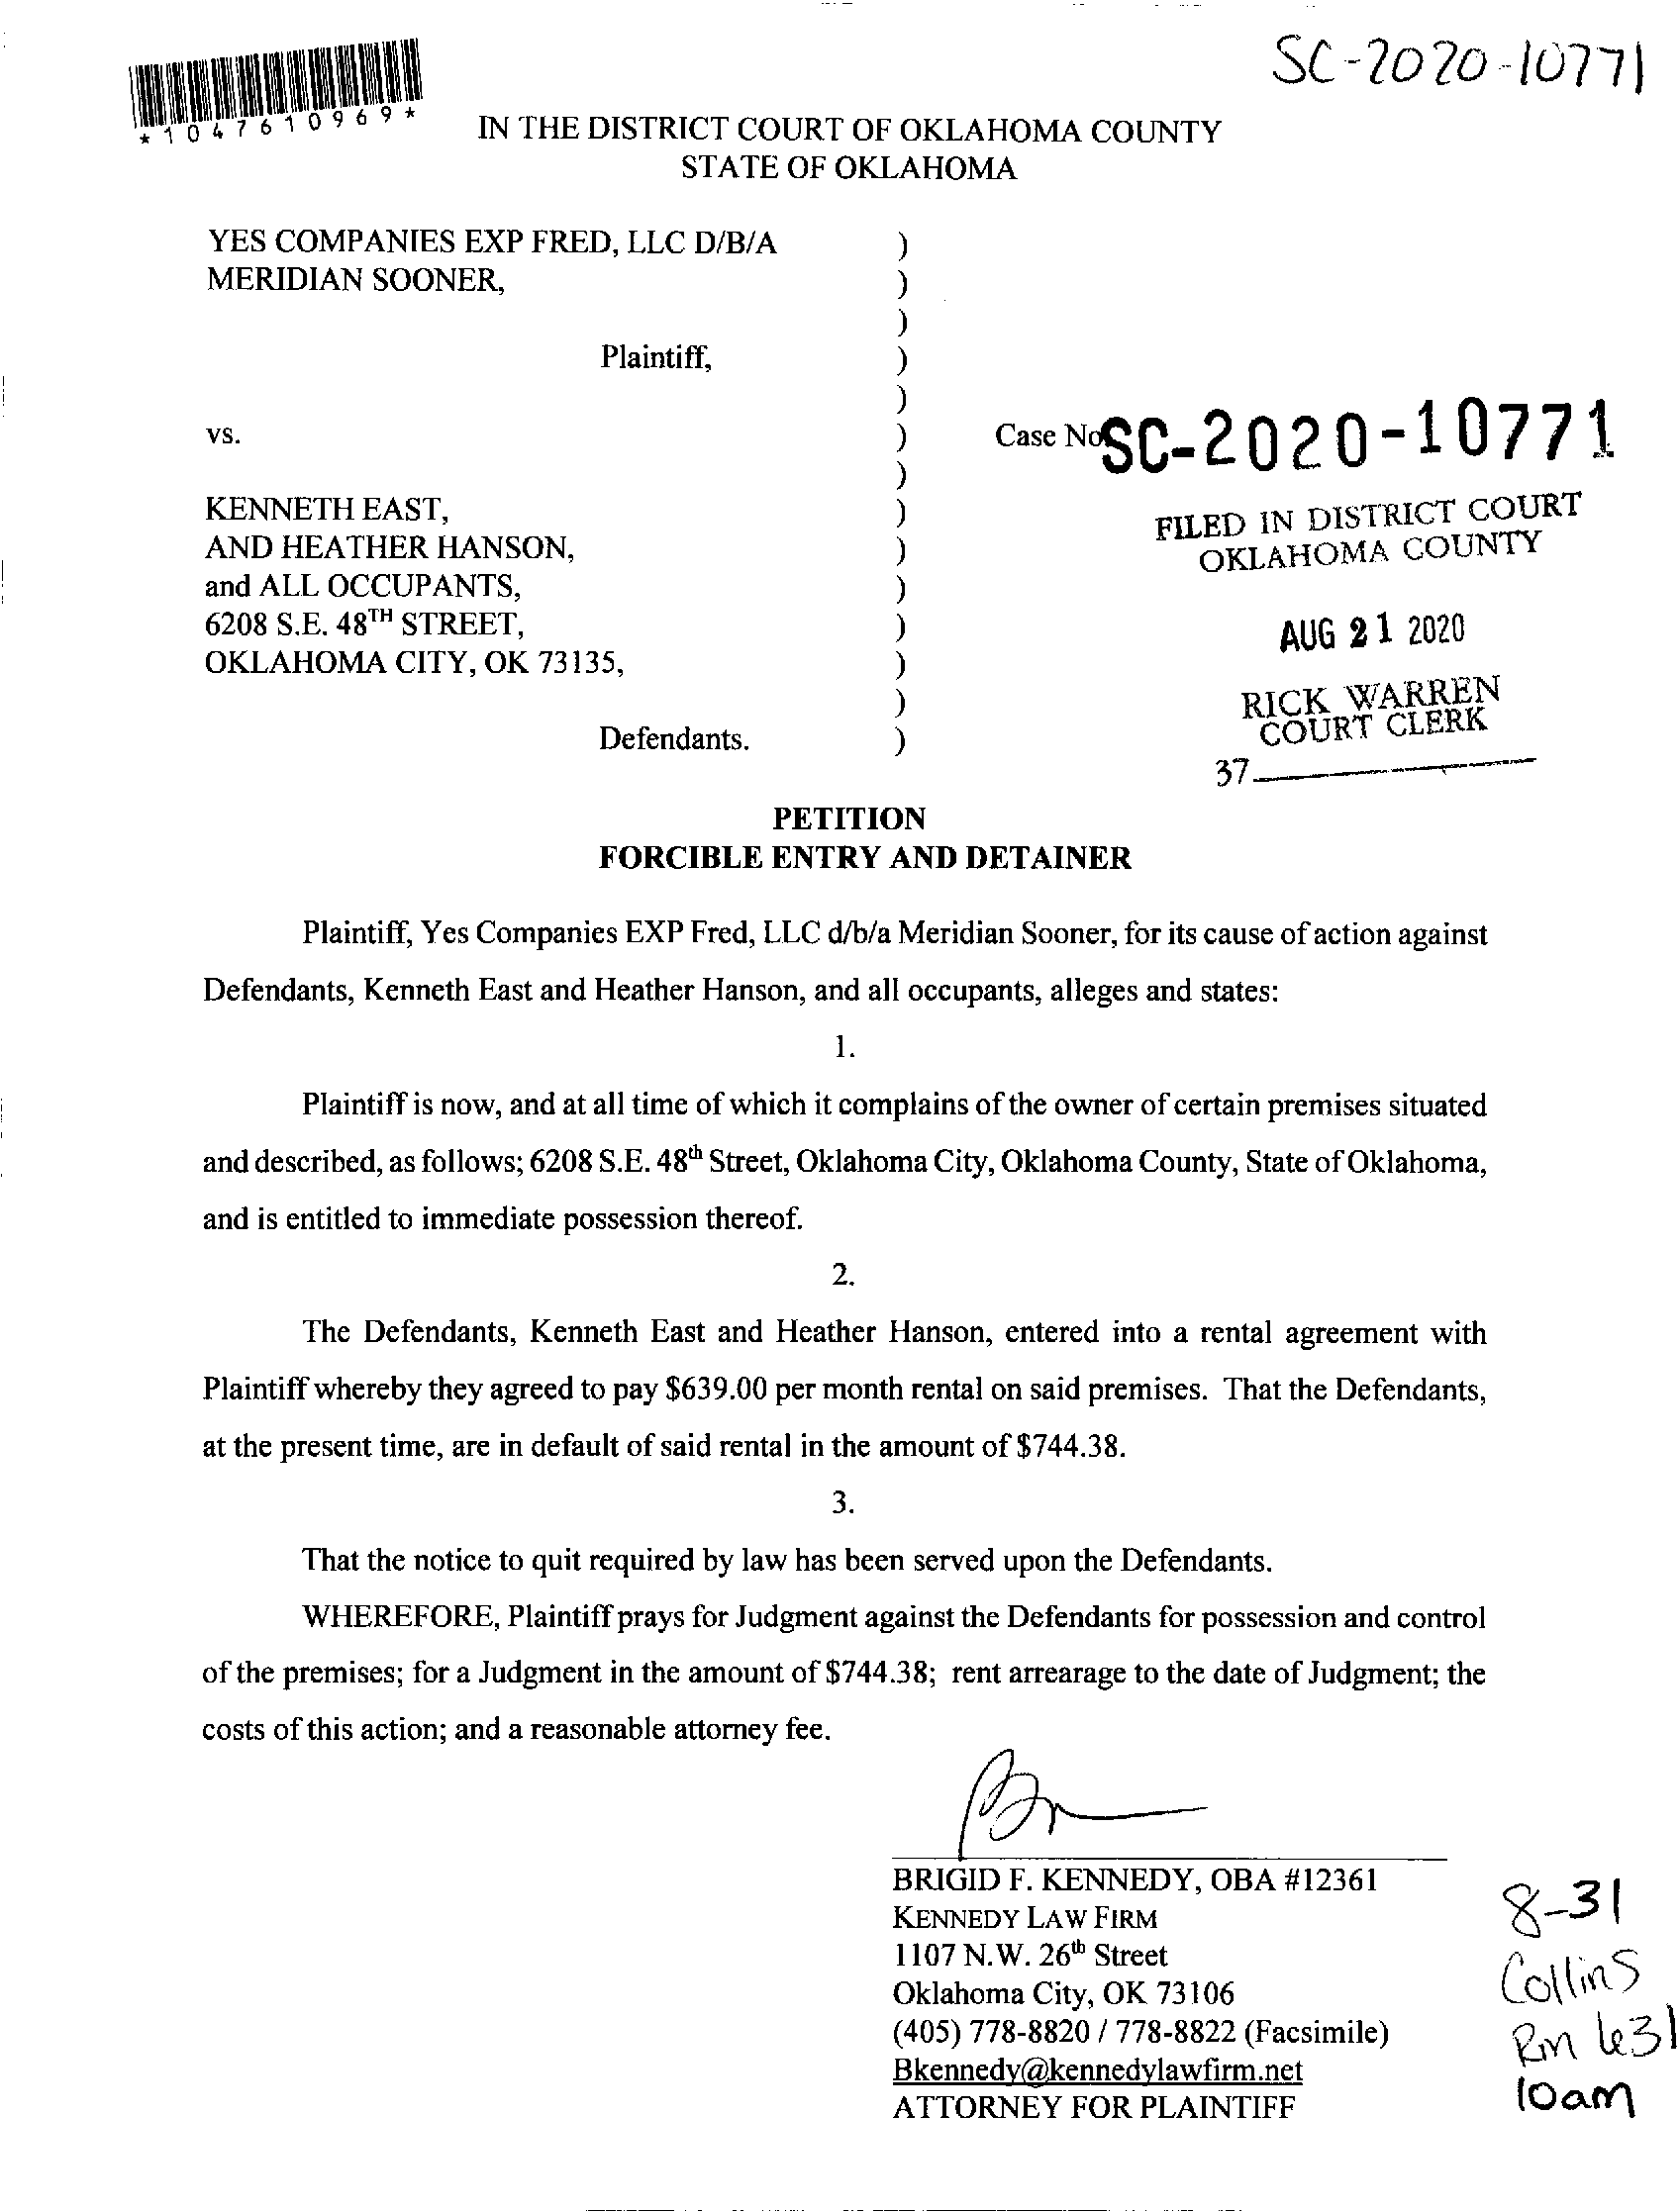 SC-2020-10771
*1047610969*
IN THE DISTRICT COURT OF OKLAHOMA COUNTY
STATE OF OKLAHOMA
YES COMPANIES EXP FRED, LLC D/B/A )
MERIDIAN SOONER, )
)
Plaintiff, )
)
vs. ) Case No SC-2020-10771
)
KENNETH EAST, )
AND HEATHER HANSON, )
and ALL OCCUPANTS, )
6208 S.E. 48TH STREET, )
OKLAHOMA CITY, OK 73135, )
)
Defendants. )
FILED IN DISTRICT COURT
OKLAHOMA COUNTY
AUG 21 2020
RICK WARREN
COURT CLERK
37
PETITION
FORCIBLE ENTRY AND DETAINER
Plaintiff, Yes Companies EXP Fred, LLC d/b/a Meridian Sooner, for its cause of action against
Defendants, Kenneth East and Heather Hanson, and all occupants, alleges and states:
1.
Plaintiff is now, and at all time of which it complains of the owner of certain premises situated
and described, as follows; 6208 S.E. 48th Street, Oklahoma City, Oklahoma County, State of Oklahoma,
and is entitled to immediate possession thereof.
2.
The Defendants, Kenneth East and Heather Hanson, entered into a rental agreement with
Plaintiff whereby they agreed to pay $639.00 per month rental on said premises. That the Defendants,
at the present time, are in default of said rental in the amount of $744.38.
3.
That the notice to quit required by law has been served upon the Defendants.
WHEREFORE, Plaintiff prays for Judgment against the Defendants for possession and control
of the premises; for a Judgment in the amount of $744.38; rent arrearage to the date of Judgment; the
costs of this action; and a reasonable attorney fee.
BRIGID F. KENNEDY, OBA #12361
KENNEDY LAW FIRM
1107 N.W. 26th Street
Oklahoma City, OK 73106
(405) 778-8820 / 778-8822 (Facsimile)
Bkennedy@kennedylawfirm.net
ATTORNEY FOR PLAINTIFF
8-31
Collins
Rm 631
10am